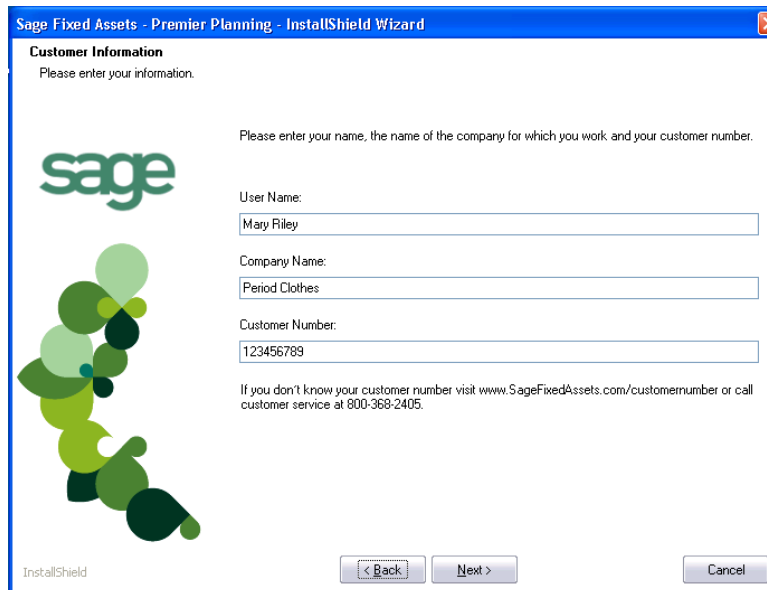 Sage Fixed Assets - Premier Planning - InstallShield Wizard
Customer Information
Please enter your information.
Please enter your name, the name of the company for which you work and your customer number.
sage
User Name:
Mary Riley
Company Name:
Period Clothes
Customer Number:
123456789
If you don't know your customer number visit www.SageFixedAssets.com/customernumber or call
customer service at 800-368-2405.
InstallShield
< Back
Next >
Cancel